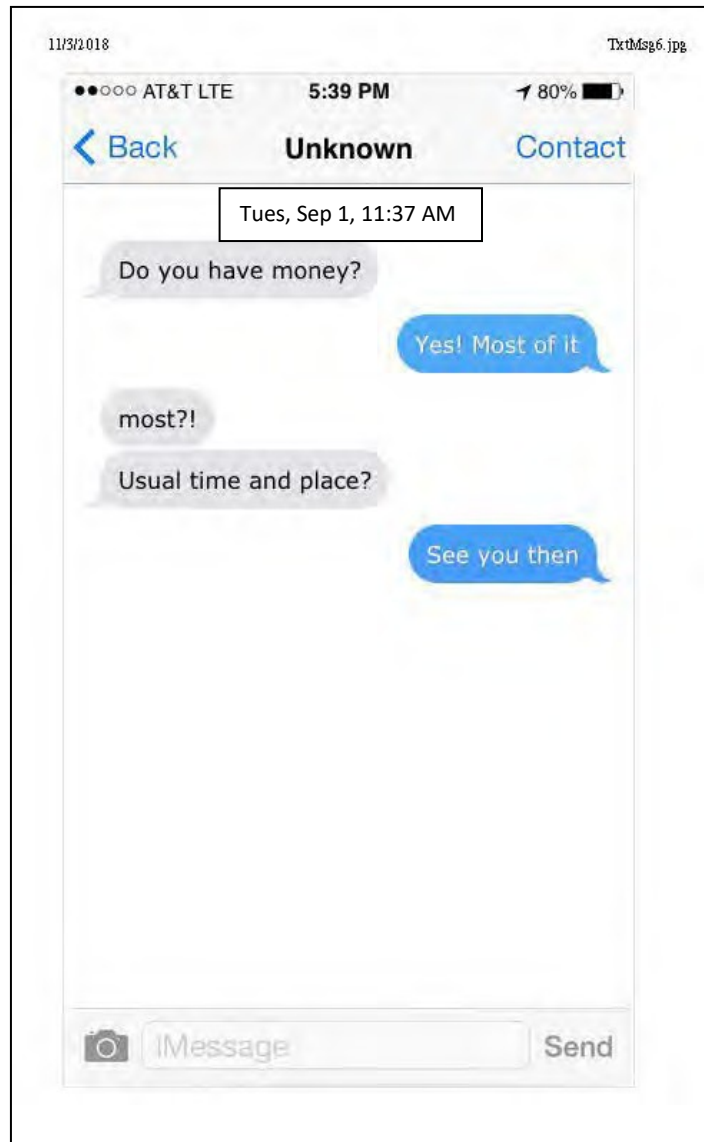 11/3/2018 TxtMsg6.jpg
●●○○○ AT&T LTE 5:39 PM 80%
Back Unknown Contact
Tues, Sep 1, 11:37 AM
Do you have money?
Yes! Most of it
most?!
Usual time and place?
See you then
iMessage Send